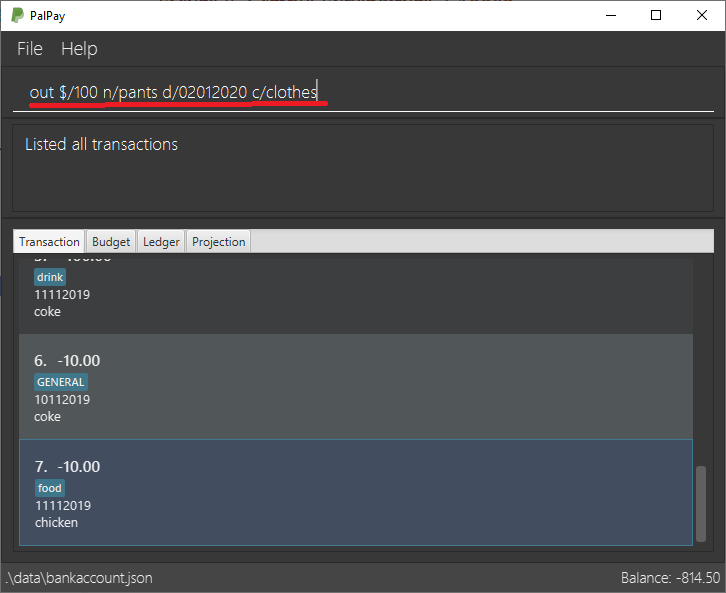 PalPay
File Help
out $/100 n/pants d/02012020 c/clothes
Listed all transactions
Transaction Budget Ledger Projection
drink
11112019
coke
6. -10.00
GENERAL
10112019
coke
7. -10.00
food
11112019
chicken
.\data\bankaccount.json Balance: -814.50